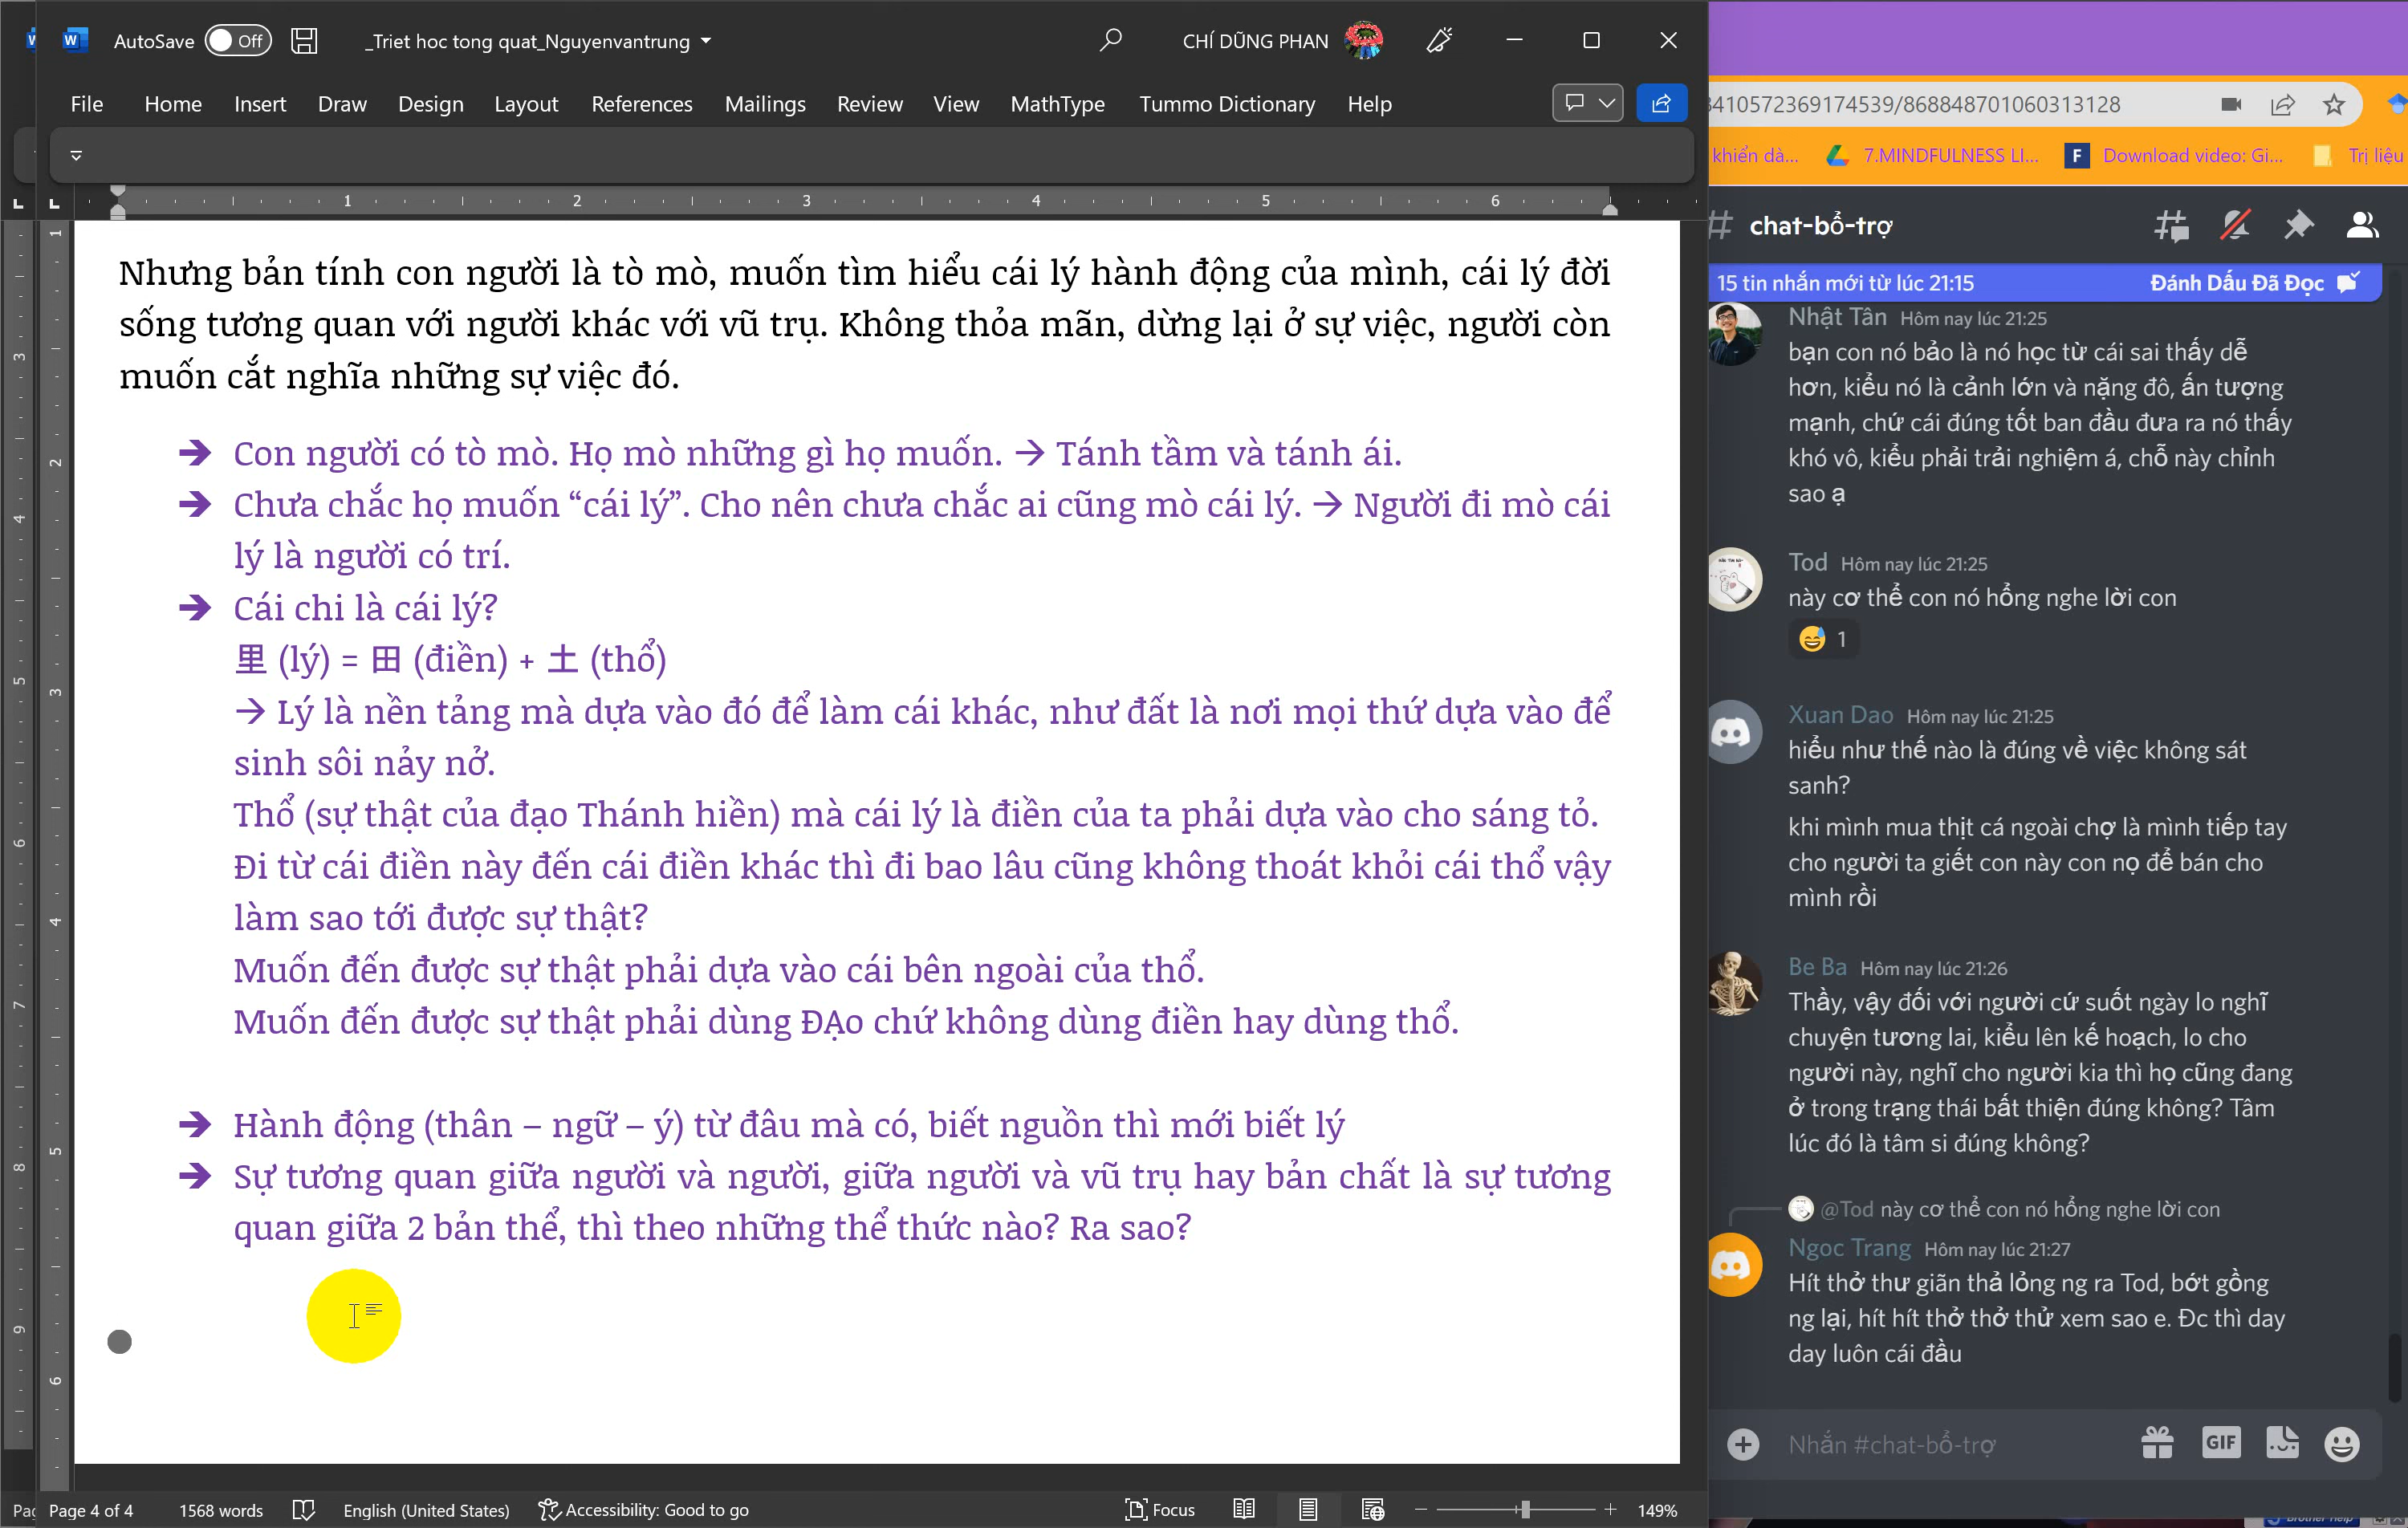 AutoSave Off
_Triet hoc tong quat_Nguyenvantrung
CHÍ DŨNG PHAN
File Home Insert Draw Design Layout References Mailings Review View MathType Tummo Dictionary Help
1 2 3 4 5 6
Nhưng bản tính con người là tò mò, muốn tìm hiểu cái lý hành động của mình, cái lý đời
sống tương quan với người khác với vũ trụ. Không thỏa mãn, dừng lại ở sự việc, người còn
muốn cắt nghĩa những sự việc đó.
➔ Con người có tò mò. Họ mò những gì họ muốn. → Tánh tầm và tánh ái.
➔ Chưa chắc họ muốn “cái lý”. Cho nên chưa chắc ai cũng mò cái lý. → Người đi mò cái
lý là người có trí.
➔ Cái chi là cái lý?
里 (lý) = 田 (điền) + 土 (thổ)
→ Lý là nền tảng mà dựa vào đó để làm cái khác, như đất là nơi mọi thứ dựa vào để
sinh sôi nảy nở.
Thổ (sự thật của đạo Thánh hiền) mà cái lý là điền của ta phải dựa vào cho sáng tỏ.
Đi từ cái điền này đến cái điền khác thì đi bao lâu cũng không thoát khỏi cái thổ vậy
làm sao tới được sự thật?
Muốn đến được sự thật phải dựa vào cái bên ngoài của thổ.
Muốn đến được sự thật phải dùng ĐẠo chứ không dùng điền hay dùng thổ.
➔ Hành động (thân – ngữ – ý) từ đâu mà có, biết nguồn thì mới biết lý
➔ Sự tương quan giữa người và người, giữa người và vũ trụ hay bản chất là sự tương
quan giữa 2 bản thể, thì theo những thể thức nào? Ra sao?
Page 4 of 4 1568 words English (United States) Accessibility: Good to go Focus 149%
3410572369174539/868848701060313128
khiển dà... 7.MINDFULNESS LI... Download video: Gi... Trị liệu
# chat-bổ-trợ
15 tin nhắn mới từ lúc 21:15 Đánh Dấu Đã Đọc
Nhật Tân Hôm nay lúc 21:25
bạn con nó bảo là nó học từ cái sai thấy dễ
hơn, kiểu nó là cảnh lớn và nặng đô, ấn tượng
mạnh, chứ cái đúng tốt ban đầu đưa ra nó thấy
khó vô, kiểu phải trải nghiệm á, chỗ này chỉnh
sao ạ
Tod Hôm nay lúc 21:25
này cơ thể con nó hổng nghe lời con
1
Xuan Dao Hôm nay lúc 21:25
hiểu như thế nào là đúng về việc không sát
sanh?
khi mình mua thịt cá ngoài chợ là mình tiếp tay
cho người ta giết con này con nọ để bán cho
mình rồi
Be Ba Hôm nay lúc 21:26
Thầy, vậy đối với người cứ suốt ngày lo nghĩ
chuyện tương lai, kiểu lên kế hoạch, lo cho
người này, nghĩ cho người kia thì họ cũng đang
ở trong trạng thái bất thiện đúng không? Tâm
lúc đó là tâm si đúng không?
@Tod này cơ thể con nó hổng nghe lời con
Ngoc Trang Hôm nay lúc 21:27
Hít thở thư giãn thả lỏng ng ra Tod, bớt gồng
ng lại, hít hít thở thở thử xem sao e. Đc thì day
day luôn cái đầu
Nhắn #chat-bổ-trợ
GIF